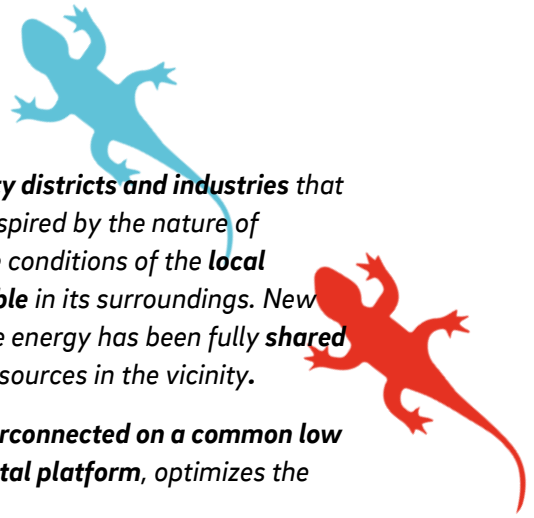 districts and industries that
spired by the nature of
conditions of the local
in its surroundings. New
energy has been fully shared
sources in the vicinity.
rconnected on a common low
tal platform, optimizes the